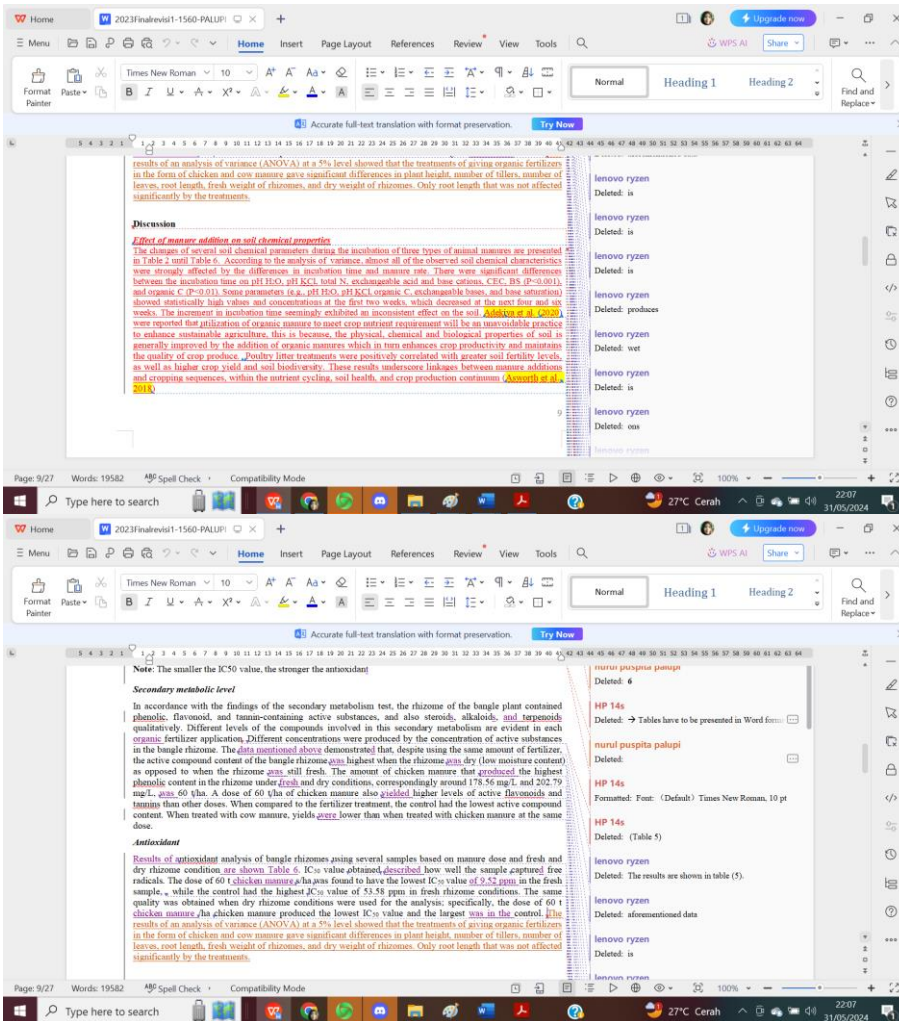 Home
2023Finalrevisi1-1560-PALUPI
Upgrade now
Menu
Home Insert Page Layout References Review View Tools
WPS AI Share
Format Painter
Paste
Times New Roman 10
Normal Heading 1 Heading 2
Find and Replace
Accurate full-text translation with format preservation. Try Now
results of an analysis of variance (ANOVA) at a 5% level showed that the treatments of giving organic fertilizers
in the form of chicken and cow manure gave significant differences in plant height, number of tillers, number of
leaves, root length, fresh weight of rhizomes, and dry weight of rhizomes. Only root length that was not affected
significantly by the treatments.
Discussion
Effect of manure addition on soil chemical properties
The changes of several soil chemical parameters during the incubation of three types of animal manures are presented
in Table 2 until Table 6. According to the analysis of variance, almost all of the observed soil chemical characteristics
were strongly affected by the differences in incubation time and manure rate. There were significant differences
between the incubation time on pH H2O, pH KCl, total N, exchangeable acid and base cations, CEC, BS (P<0.001),
and organic C (P<0.01). Some parameters (e.g., pH H2O, pH KCl, organic C, exchangeable bases, and base saturation)
showed statistically high values and concentrations at the first two weeks, which decreased at the next four and six
weeks. The increment in incubation time seemingly exhibited an inconsistent effect on the soil. Adekiya et al. (2020)
were reported that utilization of organic manure to meet crop nutrient requirement will be an unavoidable practice
to enhance sustainable agriculture, this is because, the physical, chemical and biological properties of soil is
generally improved by the addition of organic manures which in turn enhances crop productivity and maintains
the quality of crop produce. Poultry litter treatments were positively correlated with greater soil fertility levels,
as well as higher crop yield and soil biodiversity. These results underscore linkages between manure additions
and cropping sequences, within the nutrient cycling, soil health, and crop production continuum (Asworth et al.,
2018)
9
lenovo ryzen
Deleted: is
lenovo ryzen
Deleted: is
lenovo ryzen
Deleted: is
lenovo ryzen
Deleted: produces
lenovo ryzen
Deleted: wet
lenovo ryzen
Deleted: is
lenovo ryzen
Deleted: ons
Page: 9/27 Words: 19582 Spell Check Compatibility Mode 100%
Type here to search 27°C Cerah 22:07
31/05/2024
Home
2023Finalrevisi1-1560-PALUPI
Upgrade now
Menu
Home Insert Page Layout References Review View Tools
WPS AI Share
Format Painter
Paste
Times New Roman 10
Normal Heading 1 Heading 2
Find and Replace
Accurate full-text translation with format preservation. Try Now
Note: The smaller the IC50 value, the stronger the antioxidant
Secondary metabolic level
In accordance with the findings of the secondary metabolism test, the rhizome of the bangle plant contained
phenolic, flavonoid, and tannin-containing active substances, and also steroids, alkaloids, and terpenoids
qualitatively. Different levels of the compounds involved in this secondary metabolism are evident in each
organic fertilizer application. Different concentrations were produced by the concentration of active substances
in the bangle rhizome. The data mentioned above demonstrated that, despite using the same amount of fertilizer,
the active compound content of the bangle rhizome was highest when the rhizome was dry (low moisture content)
as opposed to when the rhizome was still fresh. The amount of chicken manure that produced the highest
phenolic content in the rhizome under fresh and dry conditions, correspondingly around 178.56 mg/L and 202.79
mg/L, was 60 t/ha. A dose of 60 t/ha of chicken manure also yielded higher levels of active flavonoids and
tannins than other doses. When compared to the fertilizer treatment, the control had the lowest active compound
content. When treated with cow manure, yields were lower than when treated with chicken manure at the same
dose.
Antioxidant
Results of antioxidant analysis of bangle rhizomes using several samples based on manure dose and fresh and
dry rhizome condition are shown Table 6. IC50 value obtained described how well the sample captured free
radicals. The dose of 60 t chicken manure /ha was found to have the lowest IC50 value of 9.52 ppm in the fresh
sample, , while the control had the highest IC50 value of 53.58 ppm in fresh rhizome conditions. The same
quality was obtained when dry rhizome conditions were used for the analysis; specifically, the dose of 60 t
chicken manure /ha chicken manure produced the lowest IC50 value and the largest was in the control. The
results of an analysis of variance (ANOVA) at a 5% level showed that the treatments of giving organic fertilizers
in the form of chicken and cow manure gave significant differences in plant height, number of tillers, number of
leaves, root length, fresh weight of rhizomes, and dry weight of rhizomes. Only root length that was not affected
significantly by the treatments.
nurul puspita palupi
Deleted: 6
HP 14s
Deleted: → Tables have to be presented in Word form
nurul puspita palupi
Deleted:
HP 14s
Formatted: Font: (Default) Times New Roman, 10 pt
HP 14s
Deleted: (Table 5)
lenovo ryzen
Deleted: The results are shown in table (5).
lenovo ryzen
Deleted: aforementioned data
lenovo ryzen
Deleted: is
lenovo ryzen
Page: 9/27 Words: 19582 Spell Check Compatibility Mode 100%
Type here to search 27°C Cerah 22:07
31/05/2024